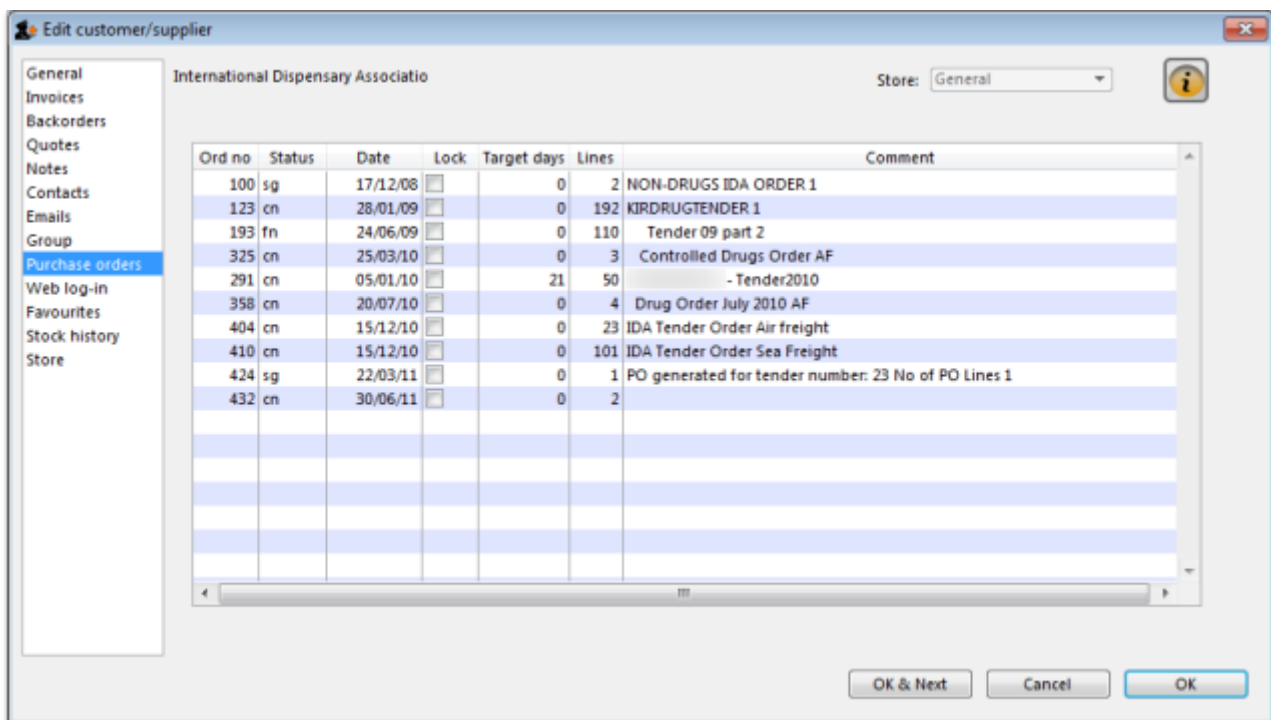 Edit customer/supplier
General
Invoices
Backorders
Quotes
Notes
Contacts
Emails
Group
Purchase orders
Web log-in
Favourites
Stock history
Store
International Dispensary Associatio
Store: General
Ord no Status Date Lock Target days Lines Comment
100 sg 17/12/08 0 2 NON-DRUGS IDA ORDER 1
123 cn 28/01/09 0 192 KIRDRUGTENDER 1
193 fn 24/06/09 0 110 Tender 09 part 2
325 cn 25/03/10 0 3 Controlled Drugs Order AF
291 cn 05/01/10 21 50 - Tender2010
358 cn 20/07/10 0 4 Drug Order July 2010 AF
404 cn 15/12/10 0 23 IDA Tender Order Air freight
410 cn 15/12/10 0 101 IDA Tender Order Sea Freight
424 sg 22/03/11 0 1 PO generated for tender number: 23 No of PO Lines 1
432 cn 30/06/11 0 2
OK & Next Cancel OK